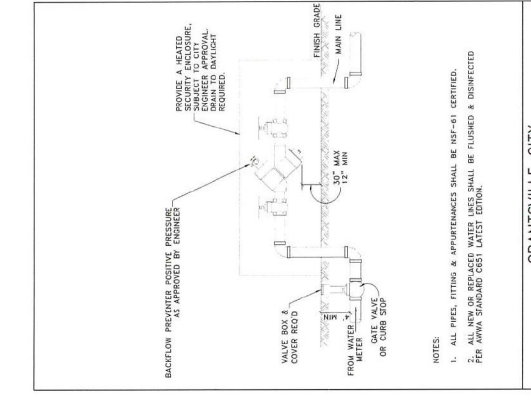 BACKFLOW PREVENTER POSITIVE PRESSURE
AS APPROVED BY ENGINEER
PROVIDE A HEATED
SECURITY ENCLOSURE,
SUBJECT TO CITY
ENGINEER APPROVAL.
DRAIN TO DAYLIGHT
REQUIRED.
VALVE BOX &
COVER REQ'D
FINISH GRADE
MAIN LINE
30" MAX
12" MIN
4' MIN
FROM WATER
METER
GATE VALVE
OR CURB STOP
NOTES:
1. ALL PIPES, FITTING & APPURTENANCES SHALL BE NSF-61 CERTIFIED.
2. ALL NEW OR REPLACED WATER LINES SHALL BE FLUSHED & DISINFECTED
PER AWWA STANDARD C651 LATEST EDTION.
GRANTSVILLE CITY